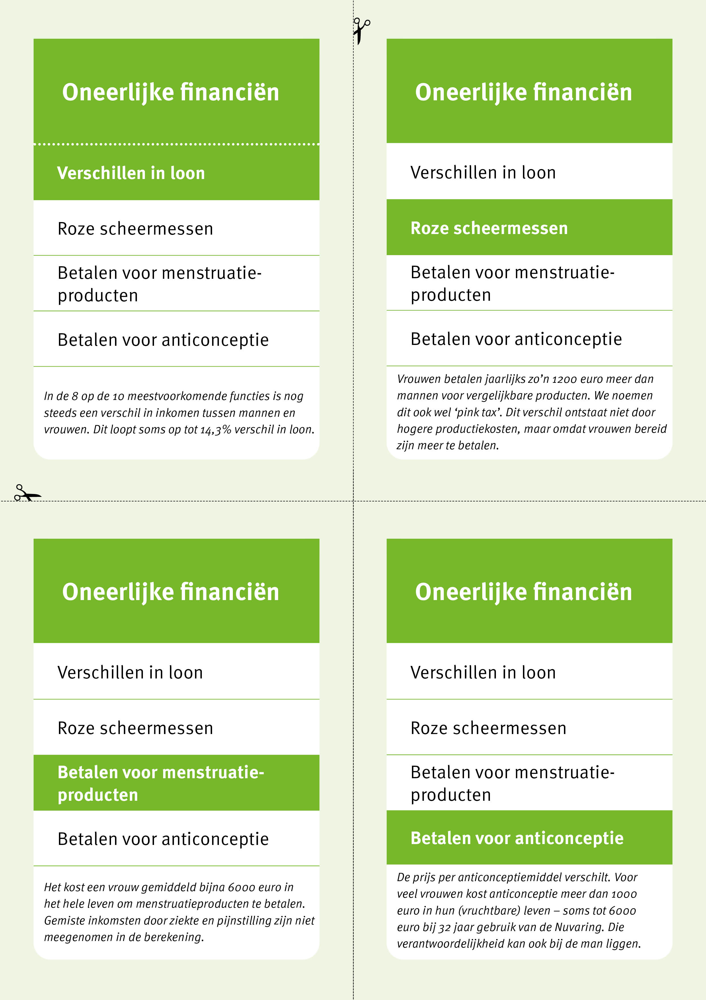 Oneerlijke financiën
Verschillen in loon
Roze scheermessen
Betalen voor menstruatie-
producten
Betalen voor anticonceptie
In de 8 op de 10 meestvoorkomende functies is nog
steeds een verschil in inkomen tussen mannen en
vrouwen. Dit loopt soms op tot 14,3% verschil in loon.
Oneerlijke financiën
Verschillen in loon
Roze scheermessen
Betalen voor menstruatie-
producten
Betalen voor anticonceptie
Vrouwen betalen jaarlijks zo’n 1200 euro meer dan
mannen voor vergelijkbare producten. We noemen
dit ook wel ‘pink tax’. Dit verschil ontstaat niet door
hogere productiekosten, maar omdat vrouwen bereid
zijn meer te betalen.
Oneerlijke financiën
Verschillen in loon
Roze scheermessen
Betalen voor menstruatie-
producten
Betalen voor anticonceptie
Het kost een vrouw gemiddeld bijna 6000 euro in
het hele leven om menstruatieproducten te betalen.
Gemiste inkomsten door ziekte en pijnstilling zijn niet
meegenomen in de berekening.
Oneerlijke financiën
Verschillen in loon
Roze scheermessen
Betalen voor menstruatie-
producten
Betalen voor anticonceptie
De prijs per anticonceptiemiddel verschilt. Voor
veel vrouwen kost anticonceptie meer dan 1000
euro in hun (vruchtbare) leven – soms tot 6000
euro bij 32 jaar gebruik van de Nuvaring. Die
verantwoordelijkheid kan ook bij de man liggen.